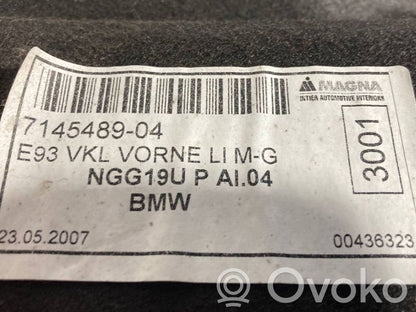 MAGNA
INTIER AUTOMOTIVE INTERIORS
7145489-04
E93 VKL VORNE LI M-G
NGG19U P AI.04
BMW
3001
23.05.2007
00436323
Ovoko